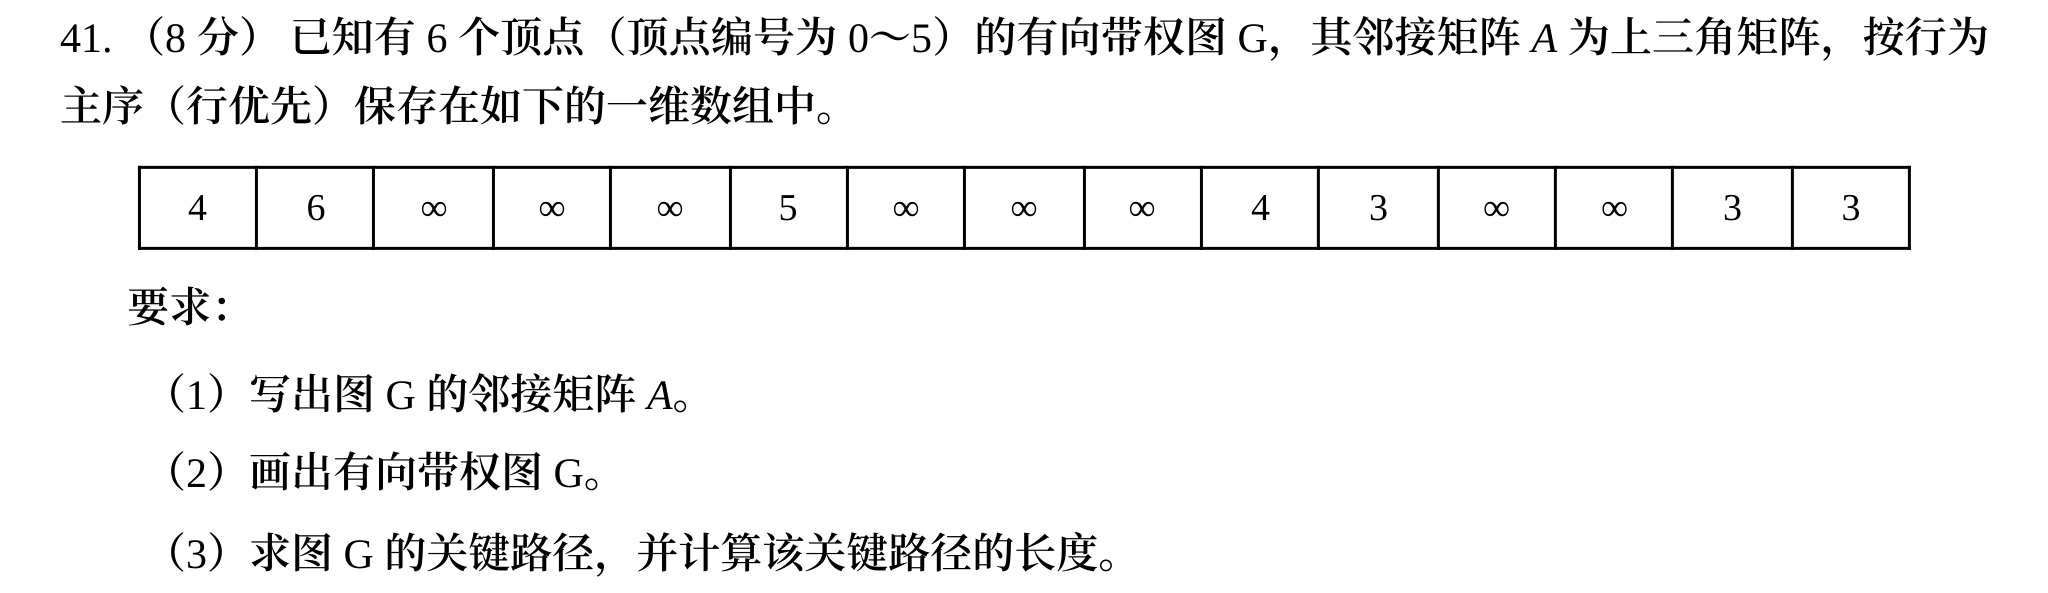 41. （8 分） 已知有 6 个顶点（顶点编号为 0～5）的有向带权图 G，其邻接矩阵 A 为上三角矩阵，按行为
主序（行优先）保存在如下的一维数组中。
4 6 ∞ ∞ ∞ 5 ∞ ∞ ∞ 4 3 ∞ ∞ 3 3
要求：
（1）写出图 G 的邻接矩阵 A。
（2）画出有向带权图 G。
（3）求图 G 的关键路径，并计算该关键路径的长度。